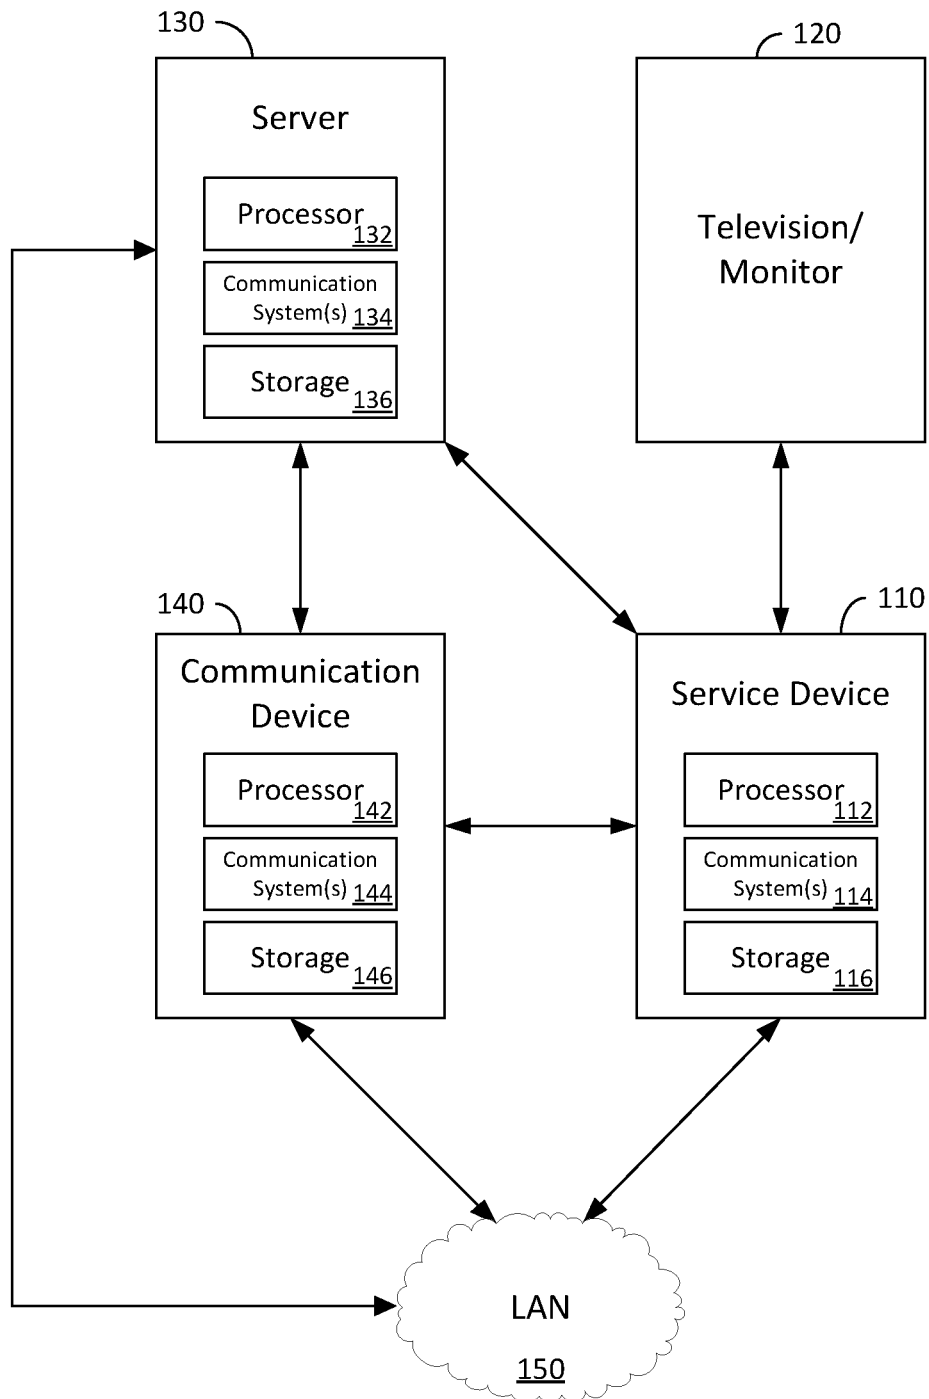 130
120
Server
Processor
132
Communication
System(s) 134
Storage
136
Television/
Monitor
140
110
Communication
Device
Processor
142
Communication
System(s) 144
Storage
146
Service Device
Processor
112
Communication
System(s) 114
Storage
116
LAN
150